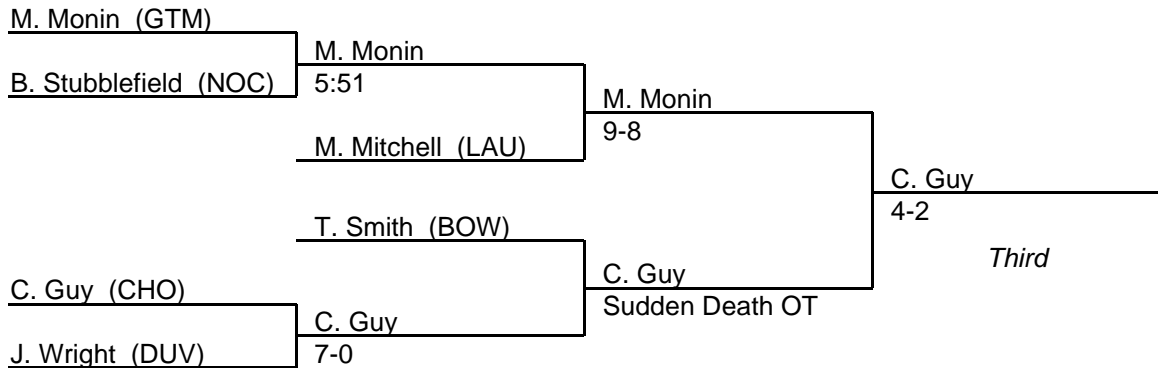 M. Monin (GTM)
B. Stubblefield (NOC)
M. Monin
5:51
M. Mitchell (LAU)
M. Monin
9-8
T. Smith (BOW)
C. Guy (CHO)
J. Wright (DUV)
C. Guy
7-0
C. Guy
Sudden Death OT
C. Guy
4-2
Third